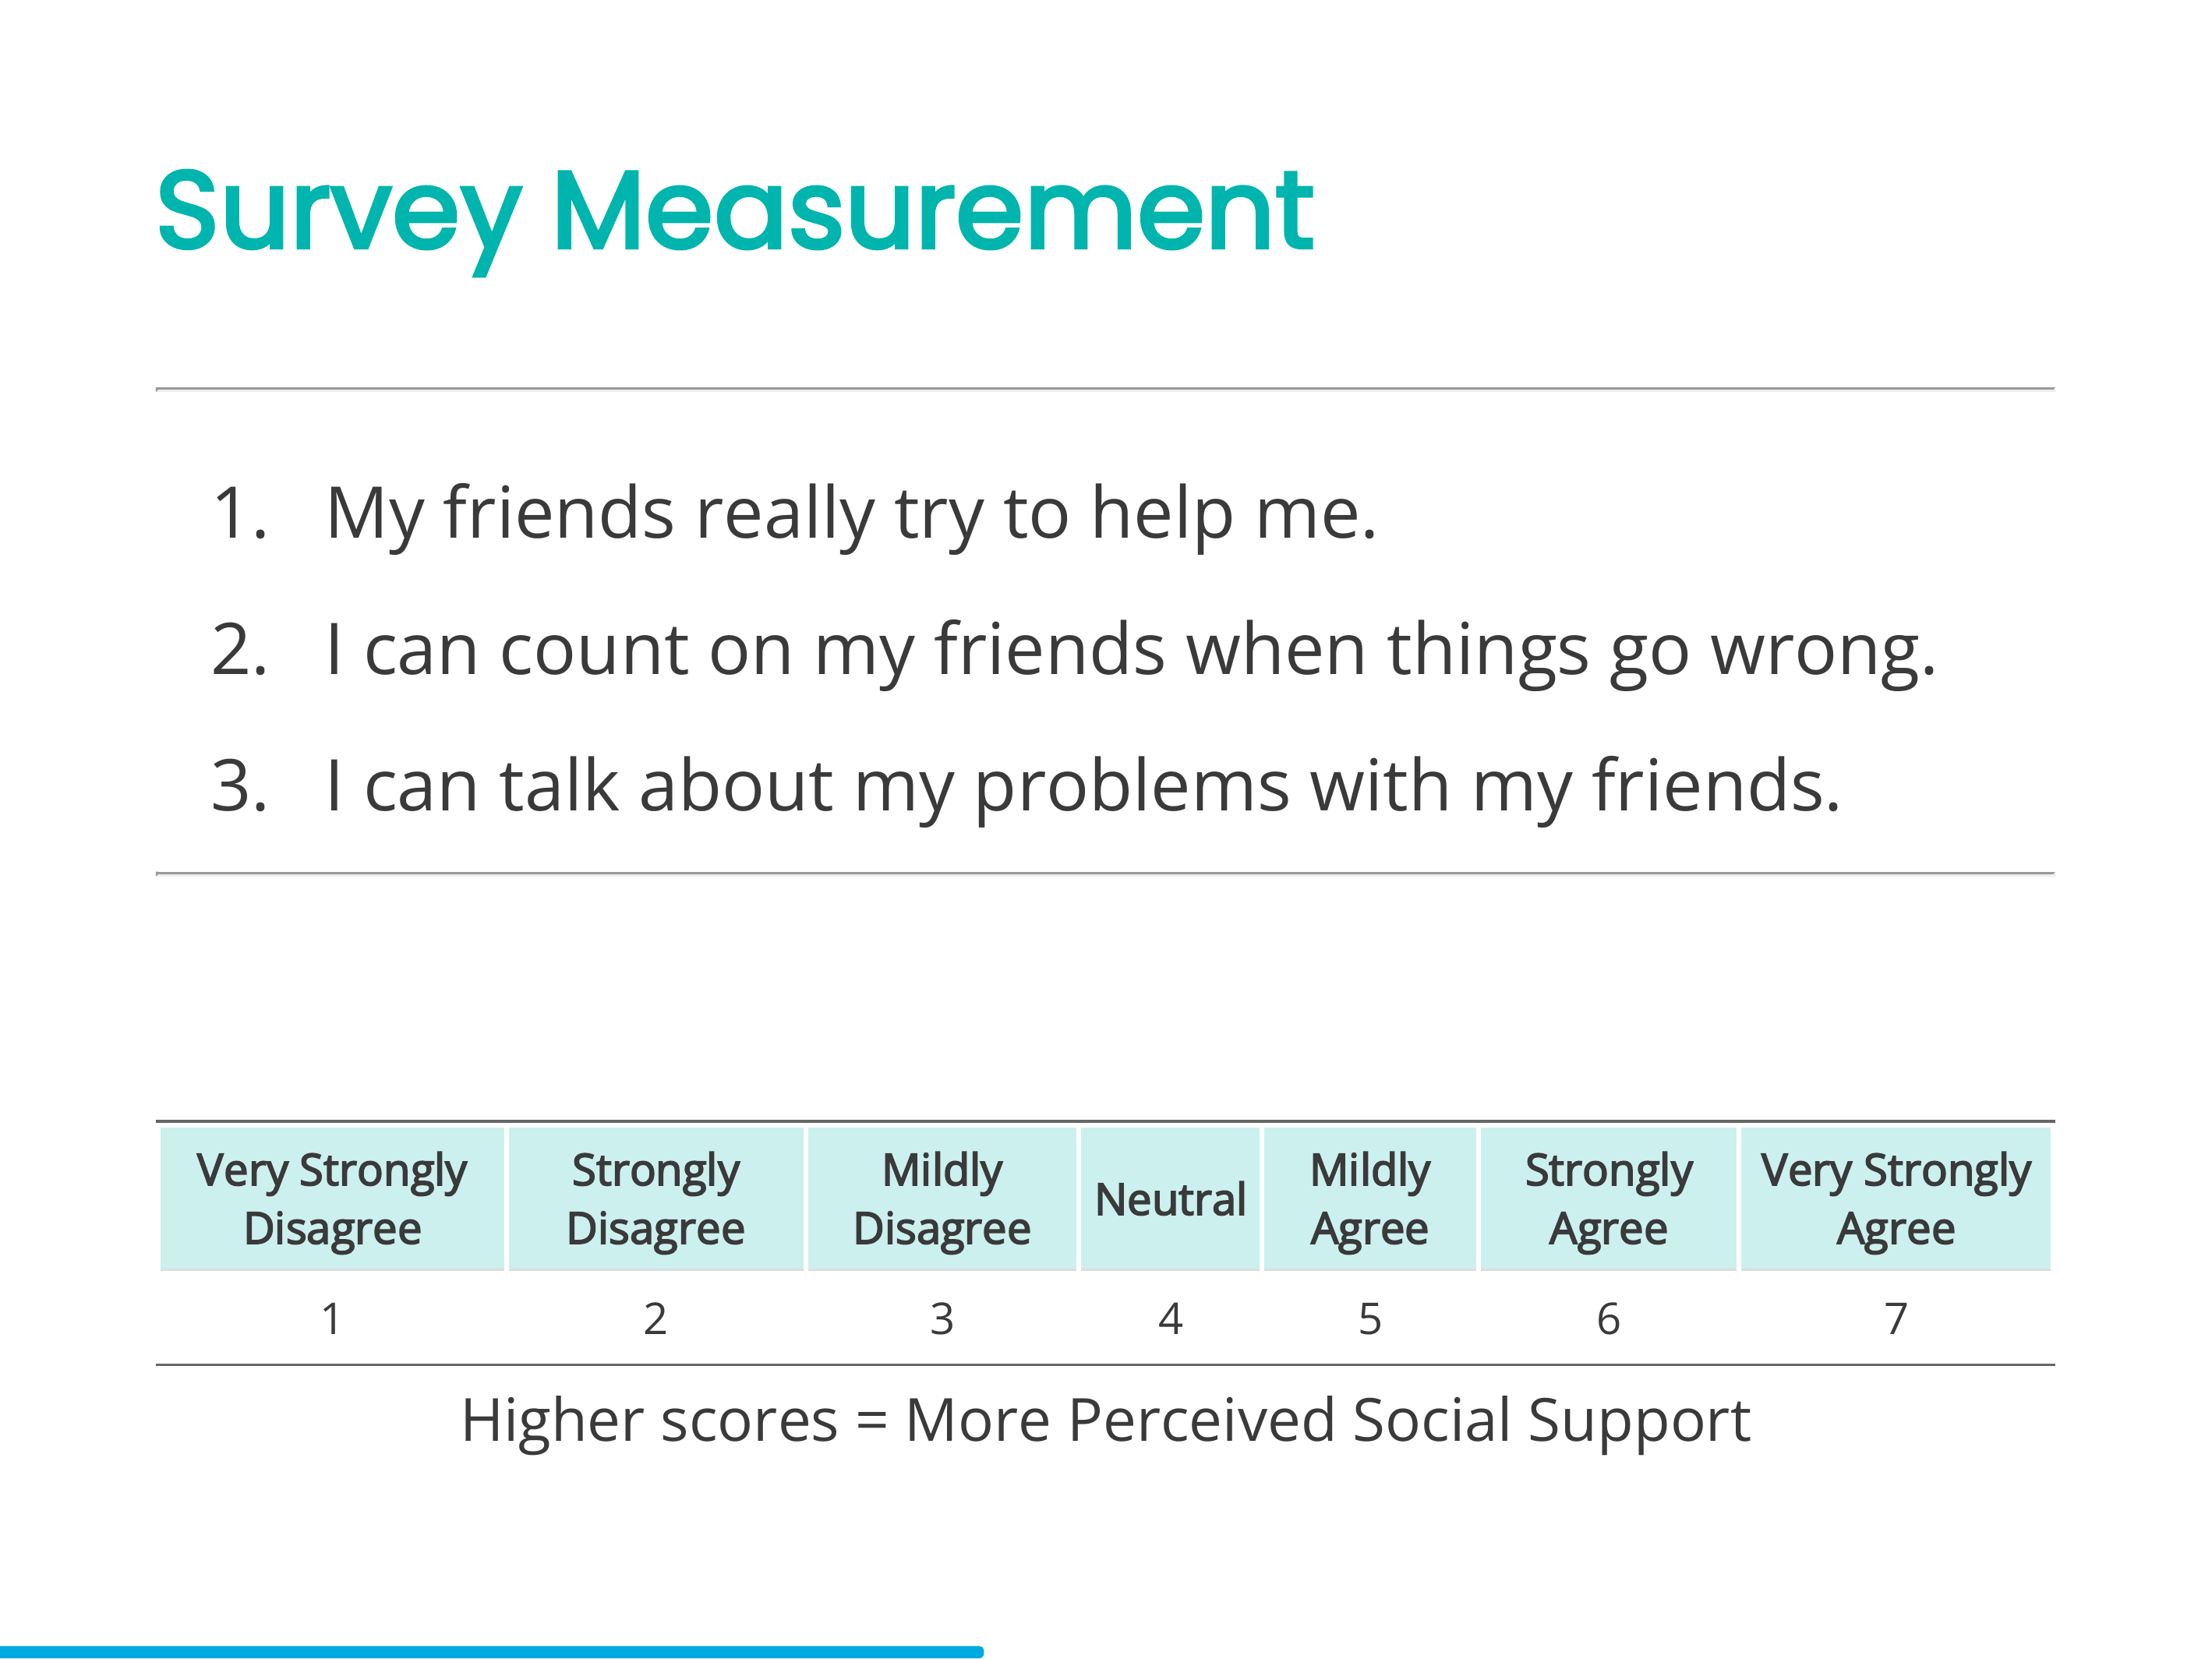 Survey Measurement
1. My friends really try to help me.
2. I can count on my friends when things go wrong.
3. I can talk about my problems with my friends.
Very Strongly Disagree Strongly Disagree Mildly Disagree Neutral Mildly Agree Strongly Agree Very Strongly Agree
1 2 3 4 5 6 7
Higher scores = More Perceived Social Support